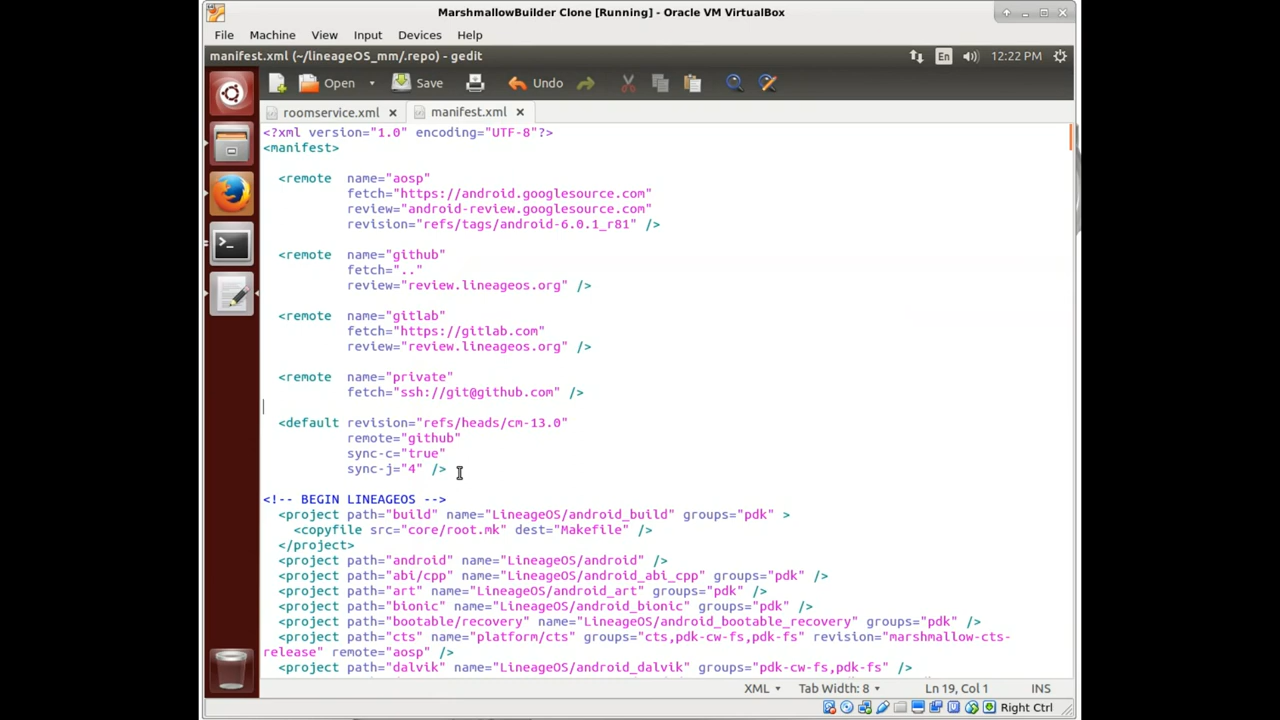 MarshmallowBuilder Clone [Running] - Oracle VM VirtualBox
File Machine View Input Devices Help
manifest.xml (~/lineageOS_mm/.repo) - gedit En 12:22 PM
Open Save Undo
roomservice.xml manifest.xml
<?xml version="1.0" encoding="UTF-8"?>
<manifest>
<remote name="aosp"
fetch="https://android.googlesource.com"
review="android-review.googlesource.com"
revision="refs/tags/android-6.0.1_r81" />
<remote name="github"
fetch=".."
review="review.lineageos.org" />
<remote name="gitlab"
fetch="https://gitlab.com"
review="review.lineageos.org" />
<remote name="private"
fetch="ssh://git@github.com" />
<default revision="refs/heads/cm-13.0"
remote="github"
sync-c="true"
sync-j="4" />
<!-- BEGIN LINEAGEOS -->
<project path="build" name="LineageOS/android_build" groups="pdk" >
<copyfile src="core/root.mk" dest="Makefile" />
</project>
<project path="android" name="LineageOS/android" />
<project path="abi/cpp" name="LineageOS/android_abi_cpp" groups="pdk" />
<project path="art" name="LineageOS/android_art" groups="pdk" />
<project path="bionic" name="LineageOS/android_bionic" groups="pdk" />
<project path="bootable/recovery" name="LineageOS/android_bootable_recovery" groups="pdk" />
<project path="cts" name="platform/cts" groups="cts,pdk-cw-fs,pdk-fs" revision="marshmallow-cts-
release" remote="aosp" />
<project path="dalvik" name="LineageOS/android_dalvik" groups="pdk-cw-fs,pdk-fs" />
XML Tab Width: 8 Ln 19, Col 1 INS
Right Ctrl